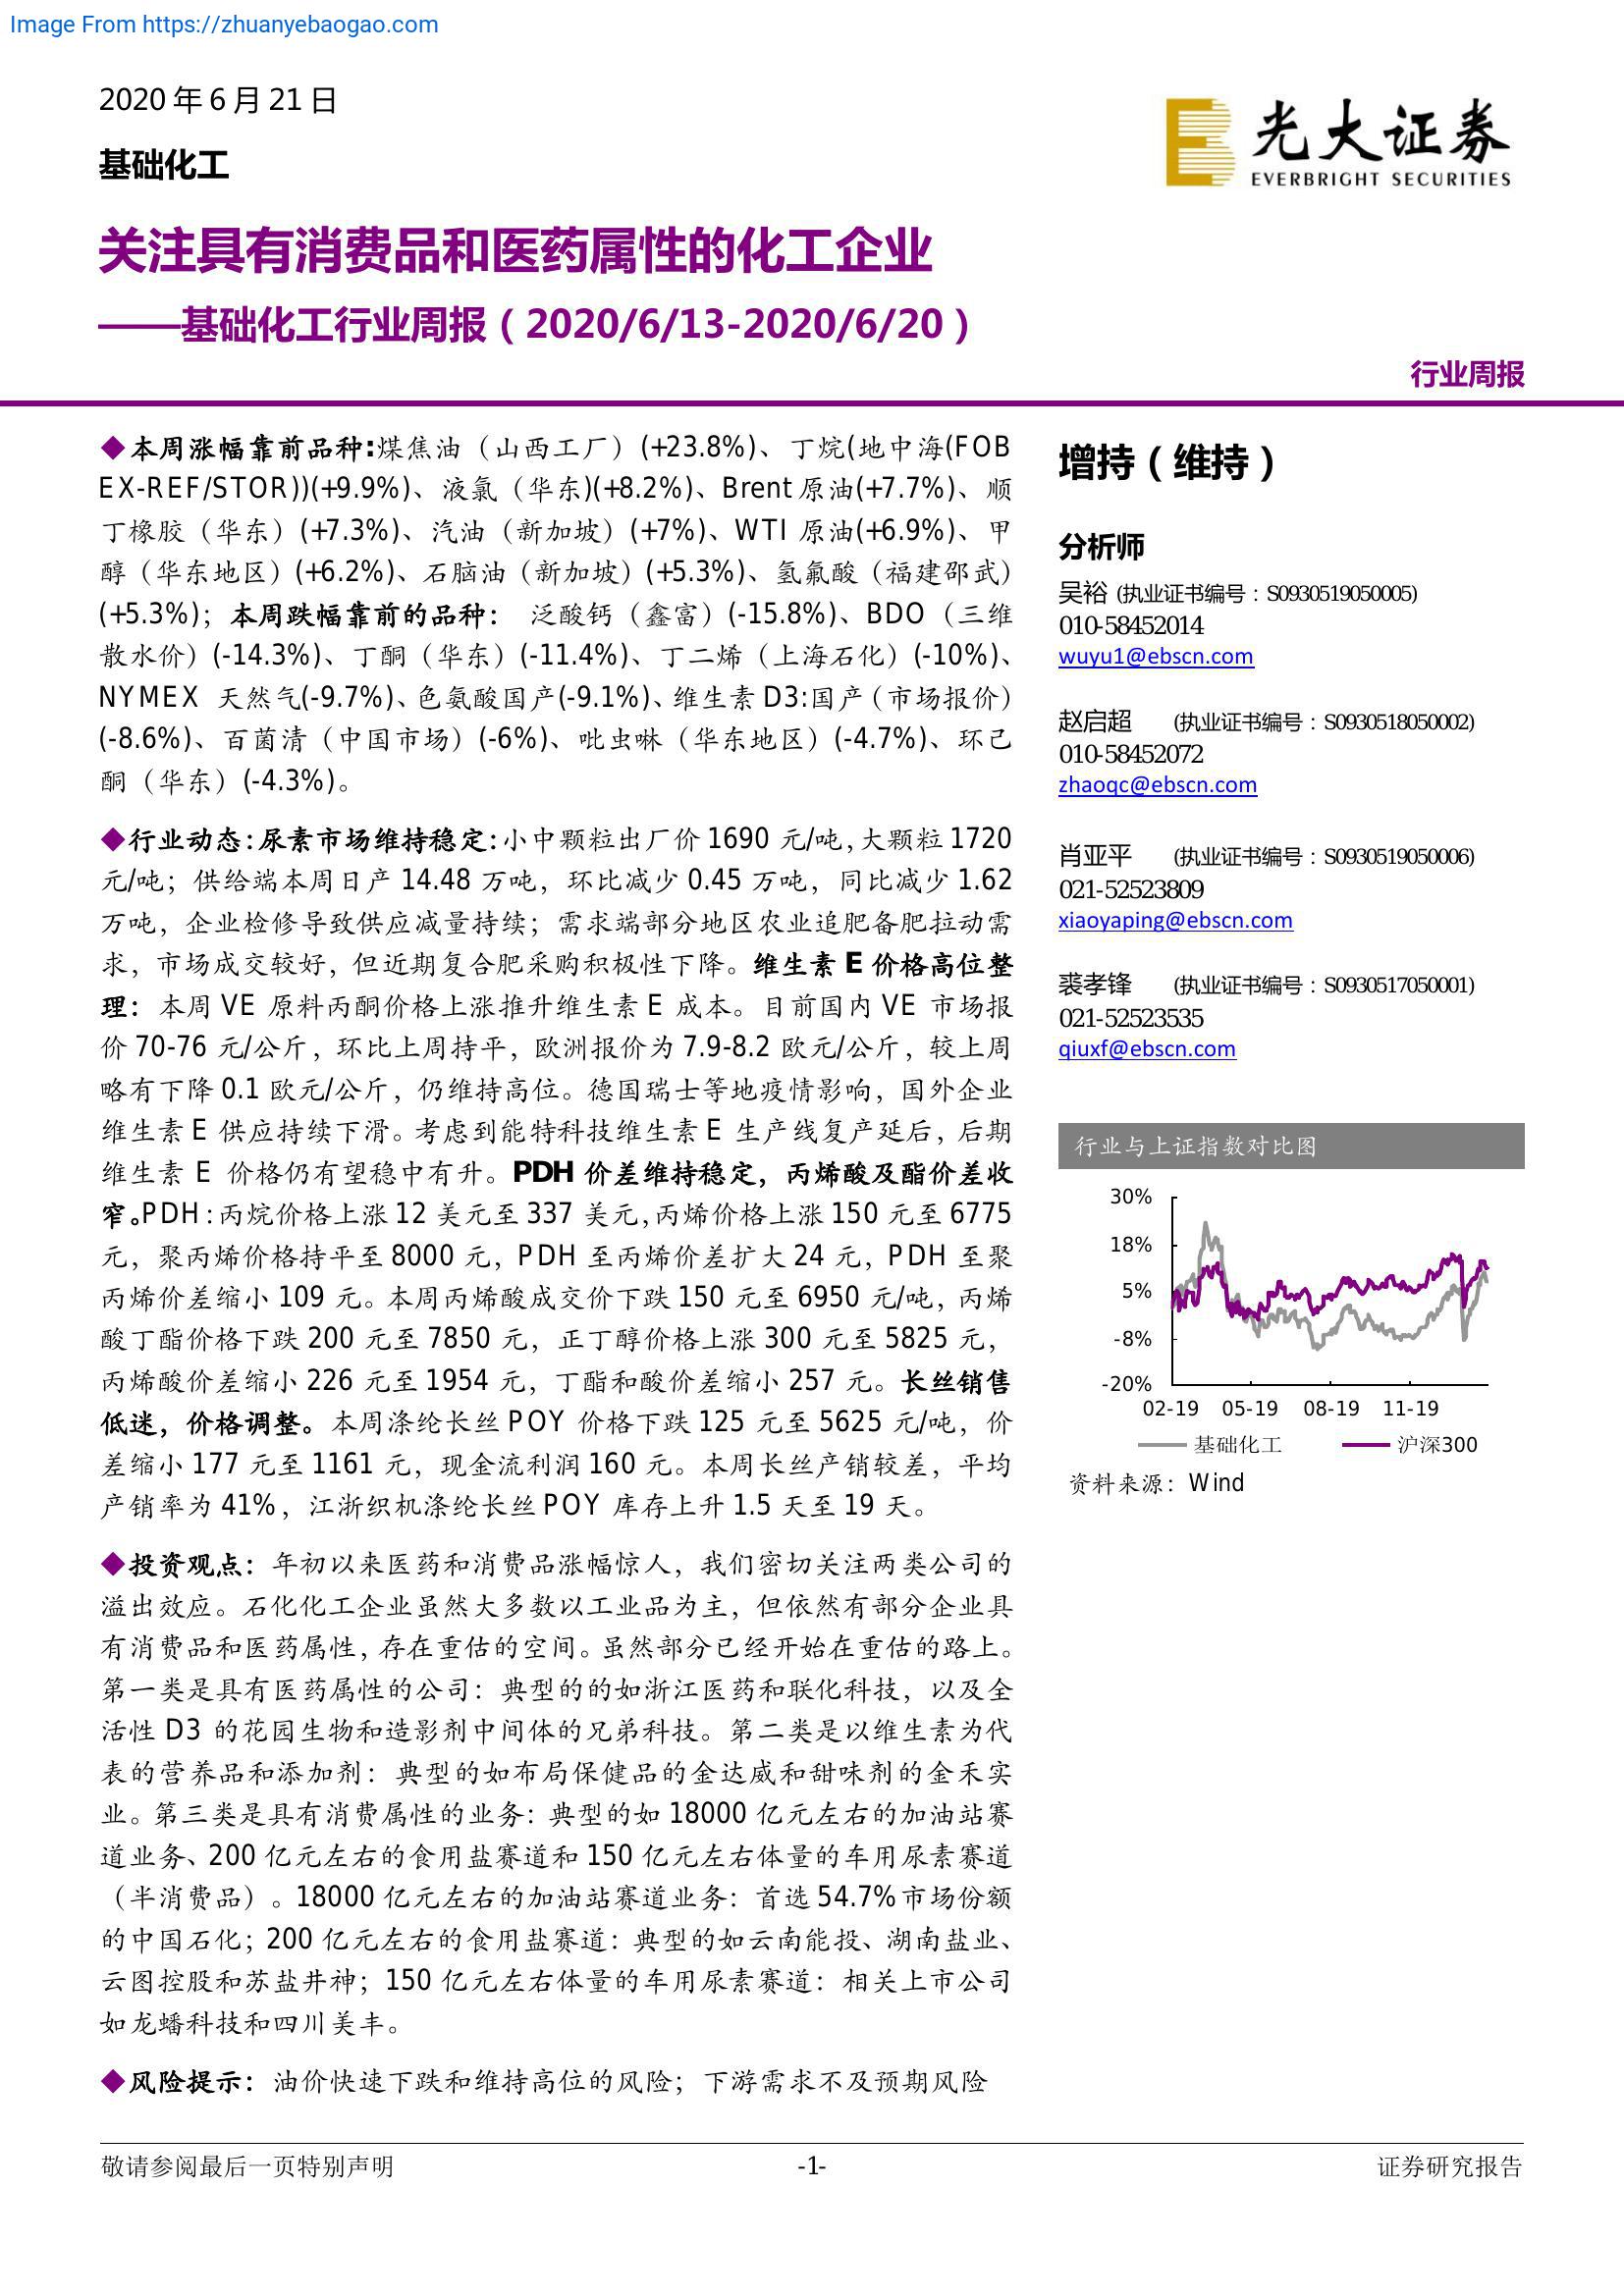 Image From https://zhuanyebaogao.com
2020 年 6 月 21 日
基础化工
光大证券
EVERBRIGHT SECURITIES
关注具有消费品和医药属性的化工企业
——基础化工行业周报（2020/6/13-2020/6/20）
行业周报
◆本周涨幅靠前品种:煤焦油（山西工厂）(+23.8%)、丁烷(地中海(FOB
EX-REF/STOR))(+9.9%)、液氯（华东)(+8.2%)、Brent 原油(+7.7%)、顺
丁橡胶（华东）(+7.3%)、汽油（新加坡）(+7%)、WTI 原油(+6.9%)、甲
醇（华东地区）(+6.2%)、石脑油（新加坡）(+5.3%)、氢氟酸（福建邵武）
(+5.3%)；本周跌幅靠前的品种： 泛酸钙（鑫富）(-15.8%)、BDO（三维
散水价）(-14.3%)、丁酮（华东）(-11.4%)、丁二烯（上海石化）(-10%)、
NYMEX 天然气(-9.7%)、色氨酸国产(-9.1%)、维生素 D3:国产（市场报价）
(-8.6%)、百菌清（中国市场）(-6%)、吡虫啉（华东地区）(-4.7%)、环己
酮（华东）(-4.3%)。
◆行业动态:尿素市场维持稳定:小中颗粒出厂价 1690 元/吨,大颗粒 1720
元/吨；供给端本周日产 14.48 万吨，环比减少 0.45 万吨，同比减少 1.62
万吨，企业检修导致供应减量持续；需求端部分地区农业追肥备肥拉动需
求，市场成交较好，但近期复合肥采购积极性下降。维生素 E 价格高位整
理：本周 VE 原料丙酮价格上涨推升维生素 E 成本。目前国内 VE 市场报
价 70-76 元/公斤，环比上周持平，欧洲报价为 7.9-8.2 欧元/公斤，较上周
略有下降 0.1 欧元/公斤，仍维持高位。德国瑞士等地疫情影响，国外企业
维生素 E 供应持续下滑。考虑到能特科技维生素 E 生产线复产延后，后期
维生素 E 价格仍有望稳中有升。PDH 价差维持稳定，丙烯酸及酯价差收
窄。PDH：丙烷价格上涨 12 美元至 337 美元,丙烯价格上涨 150 元至 6775
元，聚丙烯价格持平至 8000 元，PDH 至丙烯价差扩大 24 元，PDH 至聚
丙烯价差缩小 109 元。本周丙烯酸成交价下跌 150 元至 6950 元/吨，丙烯
酸丁酯价格下跌 200 元至 7850 元，正丁醇价格上涨 300 元至 5825 元，
丙烯酸价差缩小 226 元至 1954 元，丁酯和酸价差缩小 257 元。长丝销售
低迷，价格调整。本周涤纶长丝 POY 价格下跌 125 元至 5625 元/吨，价
差缩小 177 元至 1161 元，现金流利润 160 元。本周长丝产销较差，平均
产销率为 41%，江浙织机涤纶长丝 POY 库存上升 1.5 天至 19 天。
◆投资观点：年初以来医药和消费品涨幅惊人，我们密切关注两类公司的
溢出效应。石化化工企业虽然大多数以工业品为主，但依然有部分企业具
有消费品和医药属性，存在重估的空间。虽然部分已经开始在重估的路上。
第一类是具有医药属性的公司：典型的的如浙江医药和联化科技，以及全
活性 D3 的花园生物和造影剂中间体的兄弟科技。第二类是以维生素为代
表的营养品和添加剂：典型的如布局保健品的金达威和甜味剂的金禾实
业。第三类是具有消费属性的业务：典型的如 18000 亿元左右的加油站赛
道业务、200 亿元左右的食用盐赛道和 150 亿元左右体量的车用尿素赛道
（半消费品）。18000 亿元左右的加油站赛道业务：首选 54.7%市场份额
的中国石化；200 亿元左右的食用盐赛道：典型的如云南能投、湖南盐业、
云图控股和苏盐井神；150 亿元左右体量的车用尿素赛道：相关上市公司
如龙蟠科技和四川美丰。
◆风险提示：油价快速下跌和维持高位的风险；下游需求不及预期风险
增持（维持）
分析师
吴裕 (执业证书编号：S0930519050005)
010-58452014
wuyu1@ebscn.com
赵启超 (执业证书编号：S0930518050002)
010-58452072
zhaoqc@ebscn.com
肖亚平 (执业证书编号：S0930519050006)
021-52523809
xiaoyaping@ebscn.com
裘孝锋 (执业证书编号：S0930517050001)
021-52523535
qiuxf@ebscn.com
行业与上证指数对比图
30%
18%
5%
-8%
-20%
02-19 05-19 08-19 11-19
基础化工 沪深300
资料来源：Wind
敬请参阅最后一页特别声明 -1- 证券研究报告